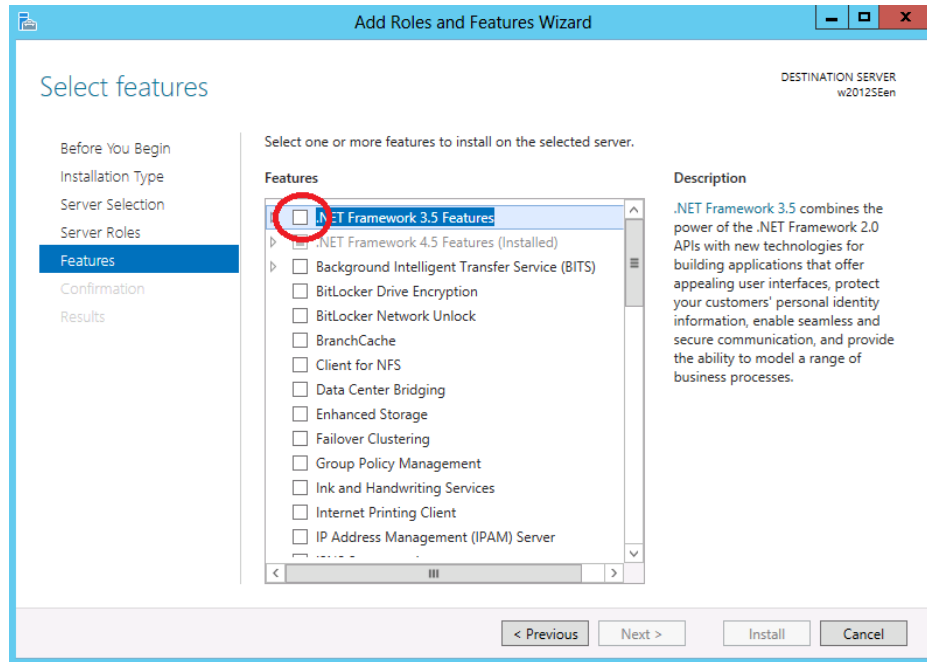 Add Roles and Features Wizard
Select features
DESTINATION SERVER
w2012SEen
Before You Begin
Installation Type
Server Selection
Server Roles
Features
Confirmation
Results
Select one or more features to install on the selected server.
Features
.NET Framework 3.5 Features
.NET Framework 4.5 Features (Installed)
Background Intelligent Transfer Service (BITS)
BitLocker Drive Encryption
BitLocker Network Unlock
BranchCache
Client for NFS
Data Center Bridging
Enhanced Storage
Failover Clustering
Group Policy Management
Ink and Handwriting Services
Internet Printing Client
IP Address Management (IPAM) Server
Description
.NET Framework 3.5 combines the
power of the .NET Framework 2.0
APIs with new technologies for
building applications that offer
appealing user interfaces, protect
your customers' personal identity
information, enable seamless and
secure communication, and provide
the ability to model a range of
business processes.
< Previous
Next >
Install
Cancel